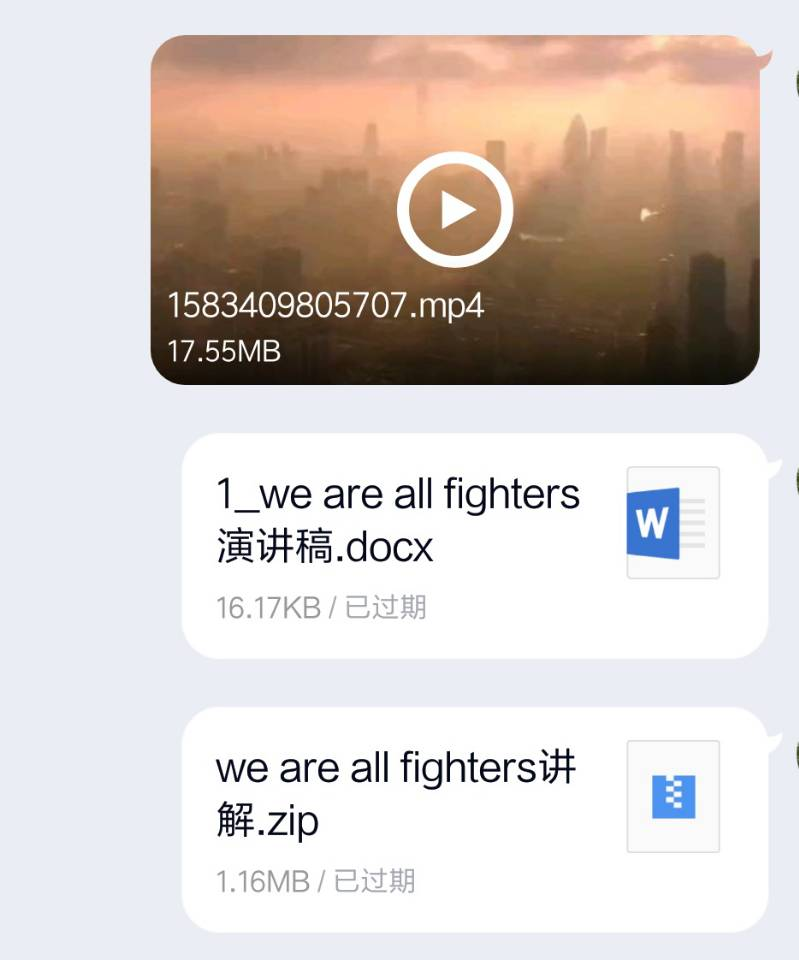 1583409805707.mp4
17.55MB
1_we are all fighters
演讲稿.docx
W
16.17KB / 已过期
we are all fighters讲
解.zip
1.16MB / 已过期